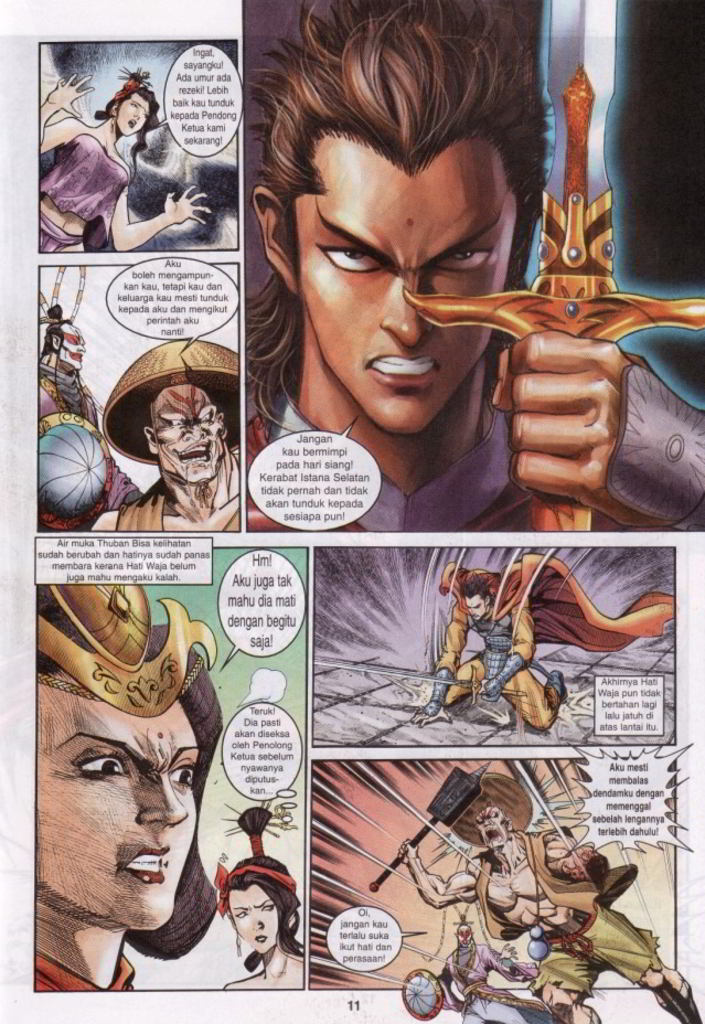 Ingat,
sayangku!
Ada umur ada
rezeki! Lebih
baik kau tunduk
kepada Pendong
Ketua kami
sekarang!
Aku
boleh mengampun-
kan kau, tetapi kau dan
keluarga kau mesti tunduk
kepada aku dan mengikut
perintah aku
nanti!
Jangan
kau bermimpi
pada hari siang!
Kerabat Istana Selatan
tidak pernah dan tidak
akan tunduk kepada
sesiapa pun!
Air muka Thuban Bisa kelihatan
sudah berubah dan hatinya sudah panas
membara kerana Hati Waja belum
juga mahu mengaku kalah.
Hm!
Aku juga tak
mahu dia mati
dengan begitu
saja!
Teruk!
Dia pasti
akan diseksa
oleh Penolong
Ketua sebelum
nyawanya
diputus-
kan...
Akhirnya Hati
Waja pun tidak
bertahan lagi
lalu jatuh di
atas lantai itu.
Aku mesti
membalas
dendamku dengan
memenggal
sebelah lengannya
terlebih dahulu!
Oi,
jangan kau
terlalu suka
ikut hati dan
perasaan!
11